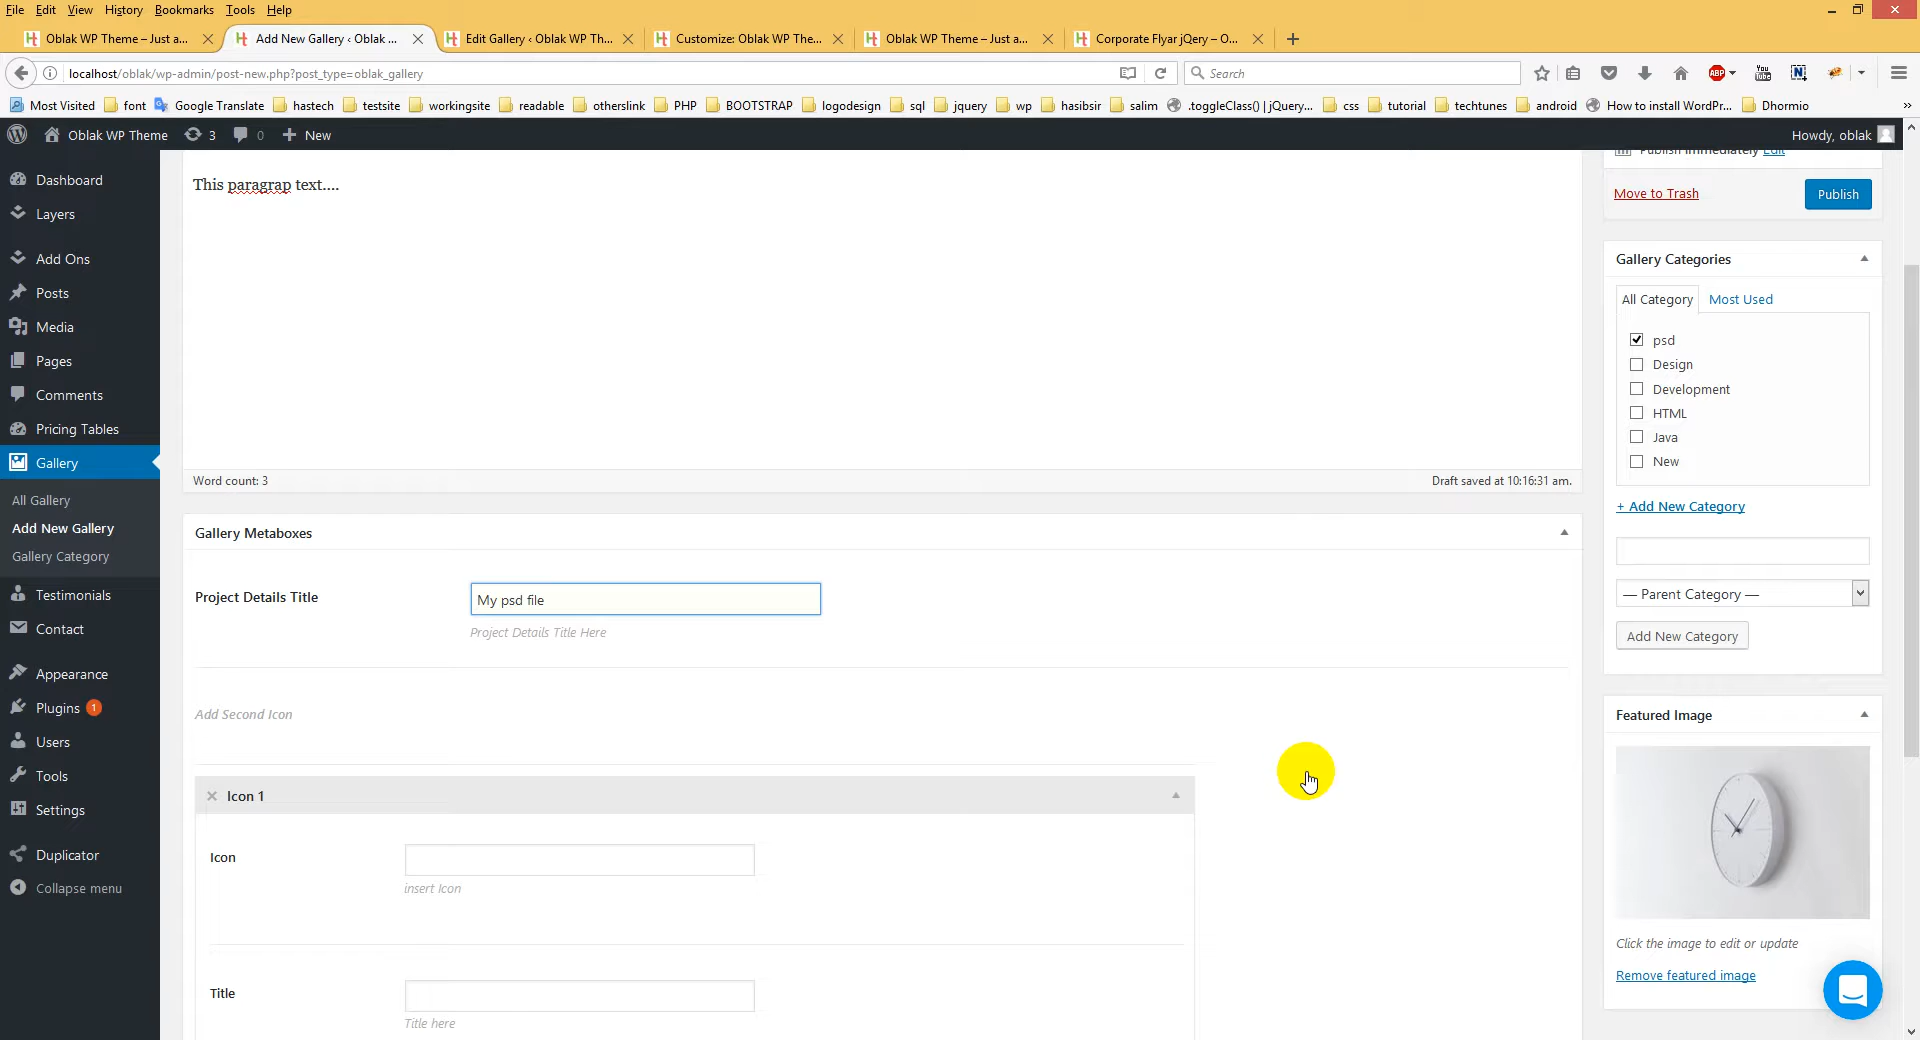 File Edit View History Bookmarks Tools Help
Oblak WP Theme – Just a...
Add New Gallery ‹ Oblak ...
Edit Gallery ‹ Oblak WP Th...
Customize: Oblak WP The...
Oblak WP Theme – Just a...
Corporate Flyar jQery – O...
localhost/oblak/wp-admin/post-new.php?post_type=oblak_gallery
Search
ABP
You Tube
N
Most Visited font Google Translate hastech testsite workingsite readable otherslink PHP BOOTSTRAP logodesign sql jquery wp hasibsir salim .toggleClass() | jQuery... css tutorial techtunes android How to install WordPr... Dhormio »
Oblak WP Theme 3 0 New
Howdy, oblak
Dashboard
Layers
Add Ons
Posts
Media
Pages
Comments
Pricing Tables
Gallery
All Gallery
Add New Gallery
Gallery Category
Testimonials
Contact
Appearance
Plugins 1
Users
Tools
Settings
Duplicator
Collapse menu
This paragrap text....
Word count: 3
Draft saved at 10:16:31 am.
Gallery Metaboxes
Project Details Title
My psd file
Project Details Title Here
Add Second Icon
Icon 1
Icon
insert Icon
Title
Title here
Publish immediately Edit
Move to Trash
Publish
Gallery Categories
All Category
Most Used
psd
Design
Development
HTML
Java
New
+ Add New Category
— Parent Category —
Add New Category
Featured Image
Click the image to edit or update
Remove featured image